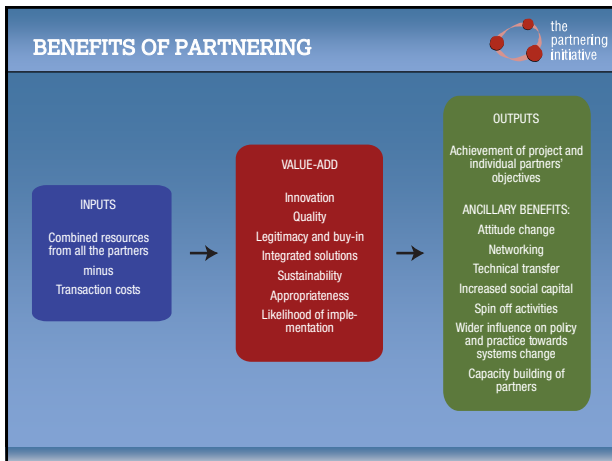 BENEFITS OF PARTNERING
the
partnering
initiative
INPUTS
Combined resources
from all the partners
minus
Transaction costs
VALUE-ADD
Innovation
Quality
Legitimacy and buy-in
Integrated solutions
Sustainability
Appropriateness
Likelihood of imple-
mentation
OUTPUTS
Achievement of project and
individual partners'
objectives
ANCILLARY BENEFITS:
Attitude change
Networking
Technical transfer
Increased social capital
Spin off activities
Wider influence on policy
and practice towards
systems change
Capacity building of
partners